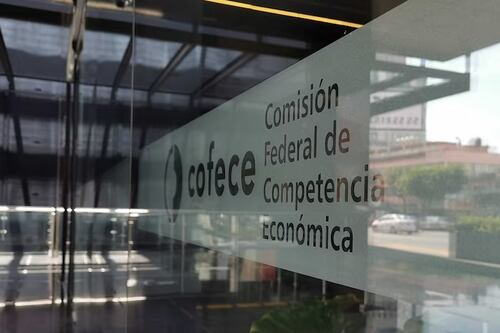 cofece
Comisión
Federal de
Competencia
Económica